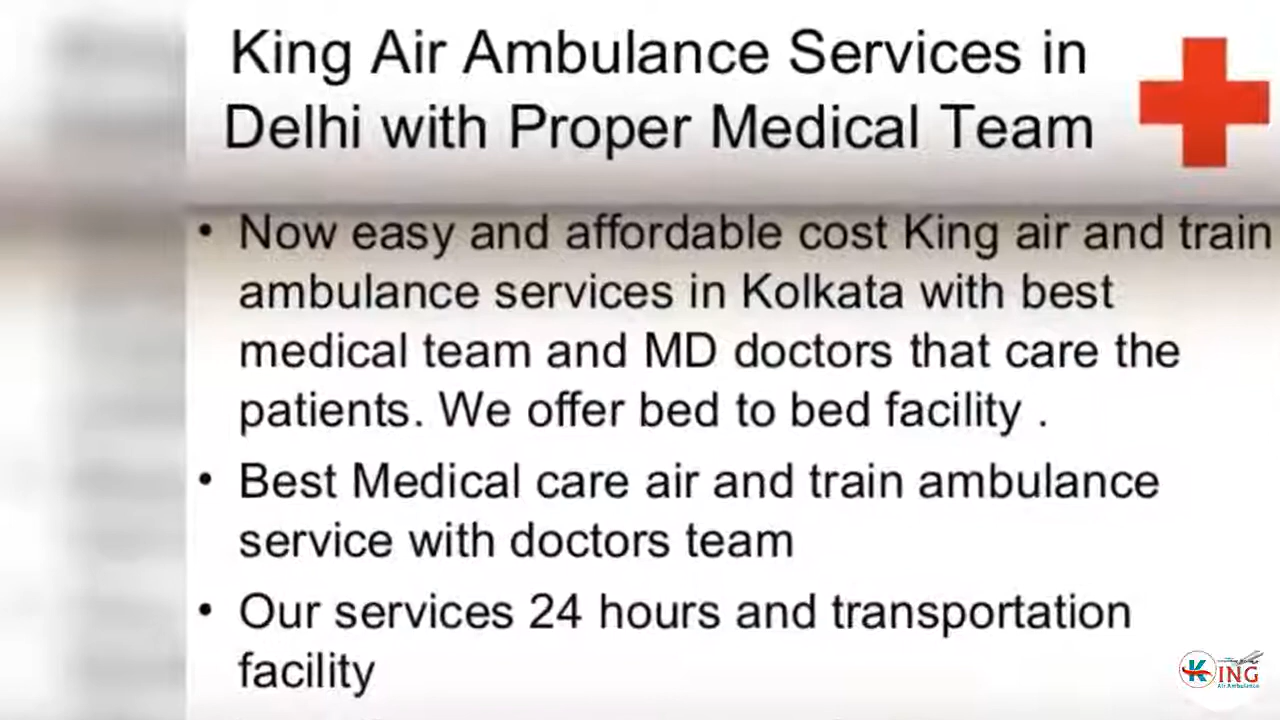 King Air Ambulance Services in
Delhi with Proper Medical Team
• Now easy and affordable cost King air and train
ambulance services in Kolkata with best
medical team and MD doctors that care the
patients. We offer bed to bed facility .
• Best Medical care air and train ambulance
service with doctors team
• Our services 24 hours and transportation
facility
KING
Air Ambulance